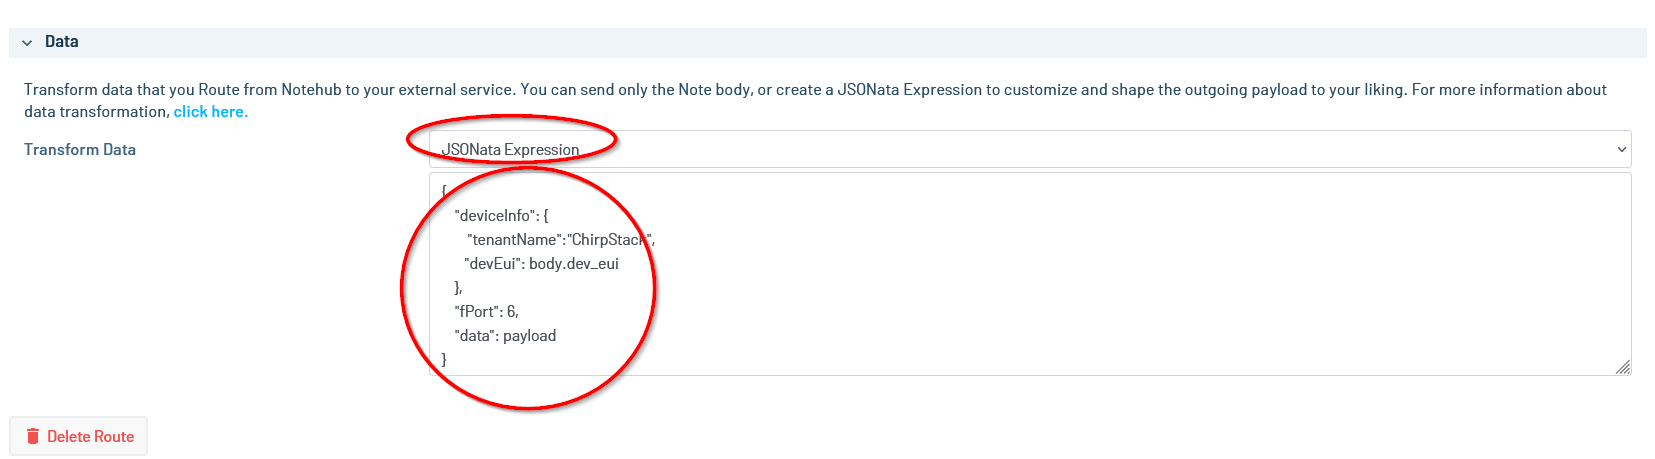 Data
Transform data that you Route from Notehub to your external service. You can send only the Note body, or create a JSONata Expression to customize and shape the outgoing payload to your liking. For more information about
data transformation, click here.
Transform Data
JSONata Expression
{
"deviceInfo": {
"tenantName":"ChirpStack",
"devEui": body.dev_eui
},
"fPort": 6,
"data": payload
}
Delete Route